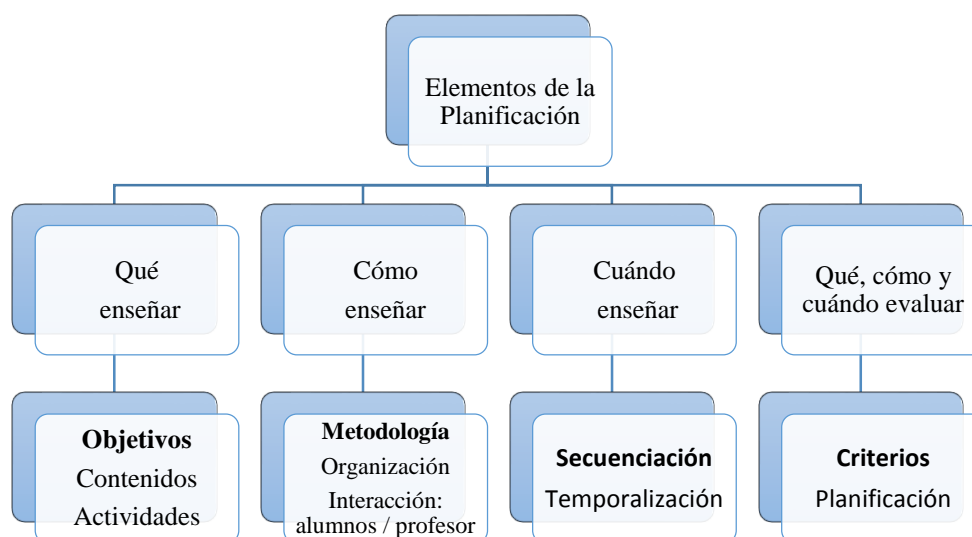 Elementos de la
Planificación
Qué
enseñar
Cómo
enseñar
Cuándo
enseñar
Qué, cómo y
cuándo evaluar
Objetivos
Contenidos
Actividades
Metodología
Organización
Interacción:
alumnos / profesor
Secuenciación
Temporalización
Criterios
Planificación